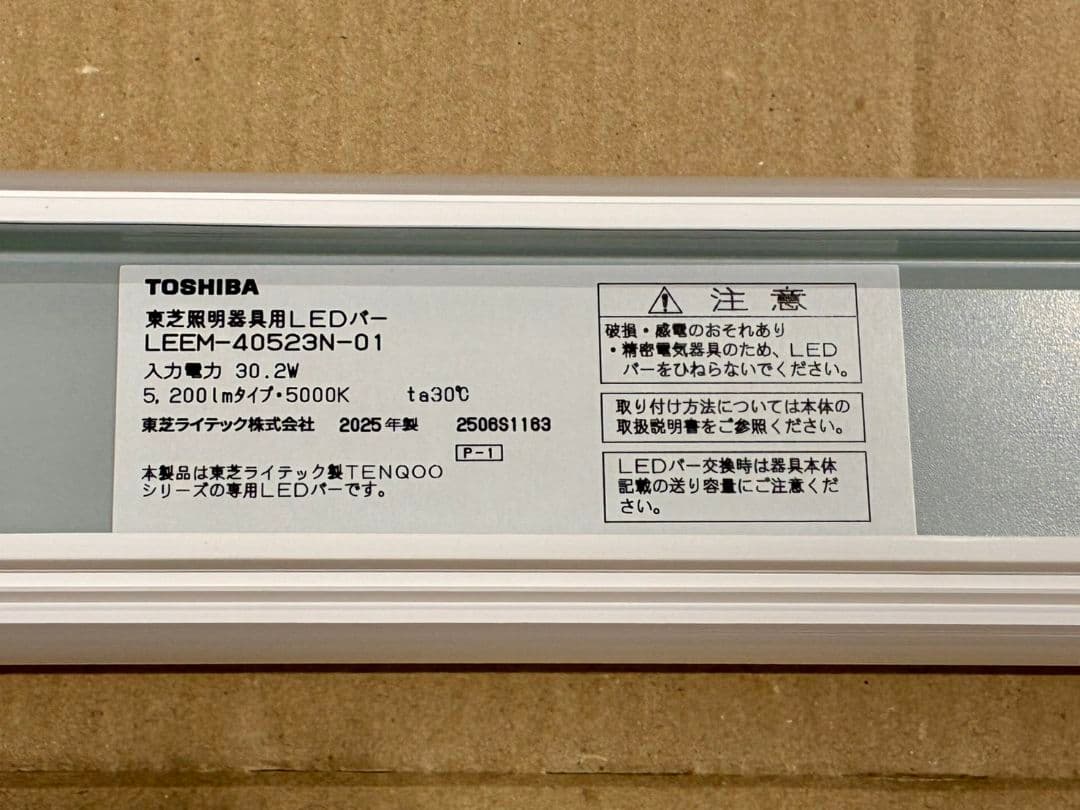 TOSHIBA
東芝照明器具用LEDバー
LEEM-40523N-01
入力電力 30.2W
5,200lmタイプ・5000K ta30℃
東芝ライテック株式会社 2025年製 2506S1163
P-1
本製品は東芝ライテック製TENQOO
シリーズの専用LEDバーです。
⚠ 注意
破損・感電のおそれあり
・精密電気器具のため、LED
バーをひねらないでください。
取り付け方法については本体の
取扱説明書をご参照ください。
LEDバー交換時は器具本体
記載の送り容量にご注意くだ
さい。